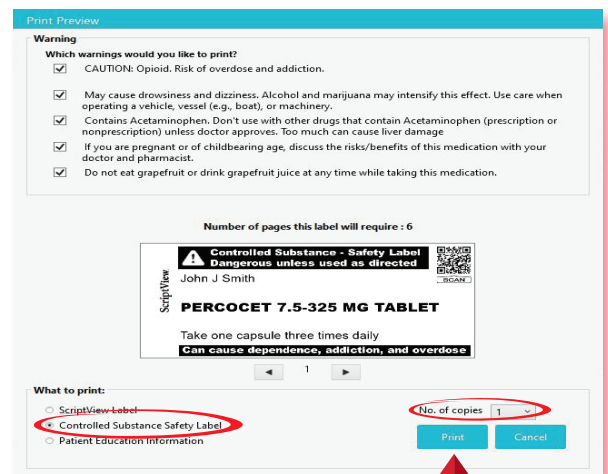 Print Preview
Warning
Which warnings would you like to print?
CAUTION: Opioid. Risk of overdose and addiction.
May cause drowsiness and dizziness. Alcohol and marijuana may intensify this effect. Use care when
operating a vehicle, vessel (e.g., boat), or machinery.
Contains Acetaminophen. Don't use with other drugs that contain Acetaminophen (prescription or
nonprescription) unless doctor approves. Too much can cause liver damage
If you are pregnant or of childbearing age, discuss the risks/benefits of this medication with your
doctor and pharmacist.
Do not eat grapefruit or drink grapefruit juice at any time while taking this medication.
Number of pages this label will require : 6
ScriptView
Controlled Substance - Safety Label
Dangerous unless used as directed
SCAN
John J Smith
PERCOCET 7.5-325 MG TABLET
Take one capsule three times daily
Can cause dependence, addiction, and overdose
1
What to print:
ScriptView Label
Controlled Substance Safety Label
Patient Education Information
No. of copies 1
Print Cancel